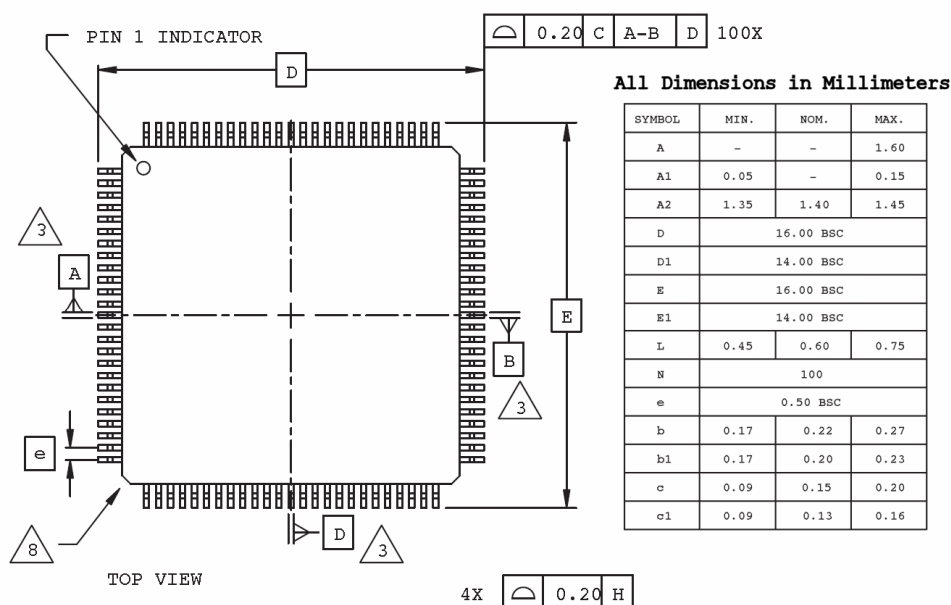 PIN 1 INDICATOR
0.20 C A-B D 100X
D
All Dimensions in Millimeters
SYMBOL MIN. NOM. MAX.
A - - 1.60
A1 0.05 - 0.15
A2 1.35 1.40 1.45
D 16.00 BSC
D1 14.00 BSC
E 16.00 BSC
E1 14.00 BSC
L 0.45 0.60 0.75
N 100
e 0.50 BSC
b 0.17 0.22 0.27
b1 0.17 0.20 0.23
c 0.09 0.15 0.20
c1 0.09 0.13 0.16
3
A
E
B
3
e
8
D
3
TOP VIEW
4X 0.20 H